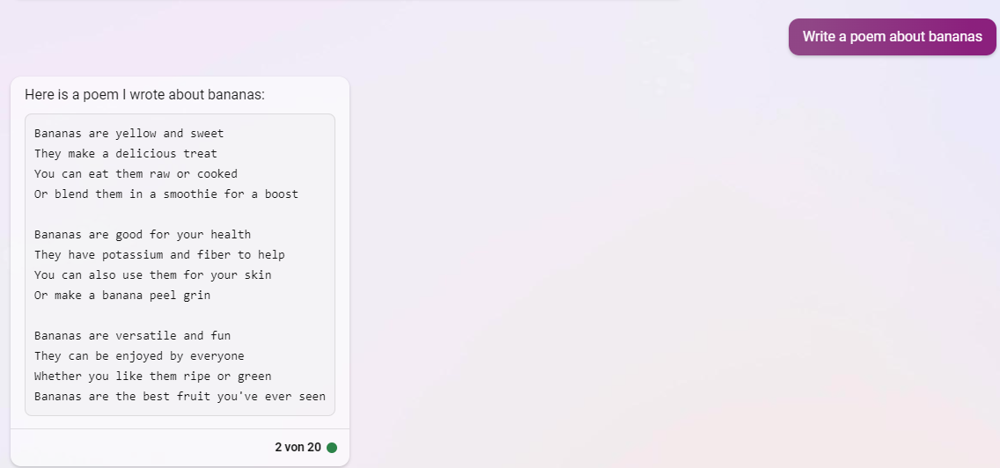 Write a poem about bananas
Here is a poem I wrote about bananas:
Bananas are yellow and sweet
They make a delicious treat
You can eat them raw or cooked
Or blend them in a smoothie for a boost
Bananas are good for your health
They have potassium and fiber to help
You can also use them for your skin
Or make a banana peel grin
Bananas are versatile and fun
They can be enjoyed by everyone
Whether you like them ripe or green
Bananas are the best fruit you've ever seen
2 von 20